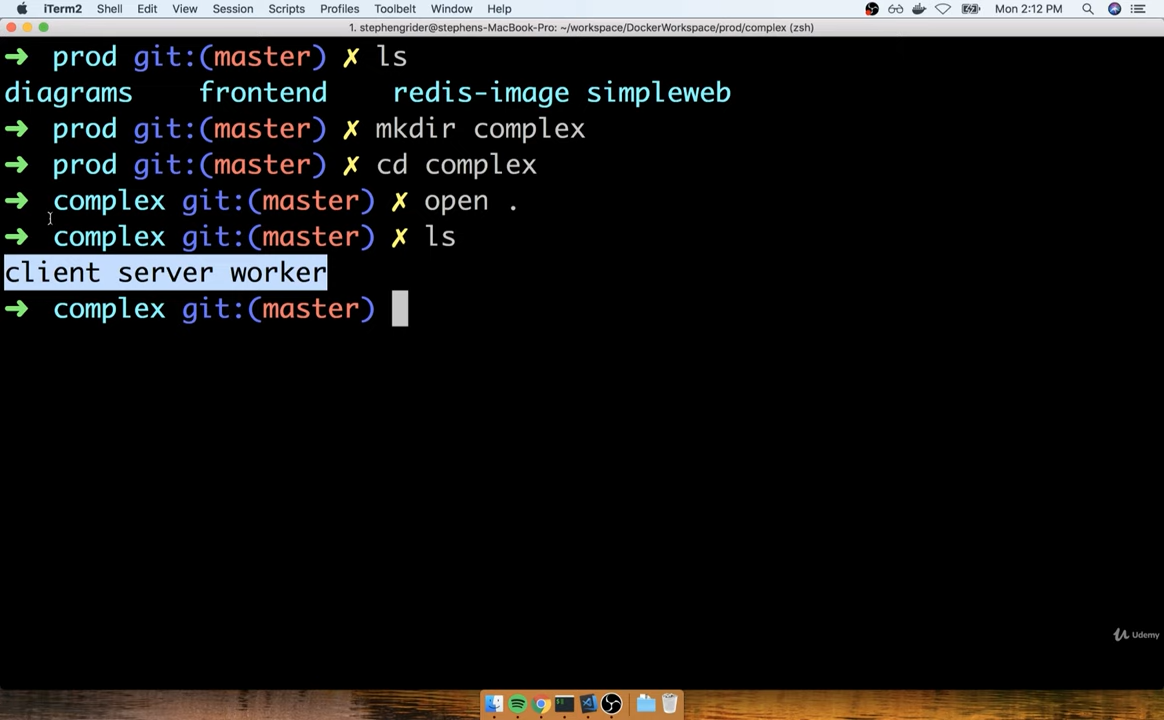 iTerm2 Shell Edit View Session Scripts Profiles Toolbelt Window Help Mon 2:12 PM
1. stephengrider@stephens-MacBook-Pro: ~/workspace/DockerWorkspace/prod/complex (zsh)
➜ prod git:(master) ✗ ls
diagrams frontend redis-image simpleweb
➜ prod git:(master) ✗ mkdir complex
➜ prod git:(master) ✗ cd complex
➜ complex git:(master) ✗ open .
➜ complex git:(master) ✗ ls
client server worker
➜ complex git:(master)
Udemy